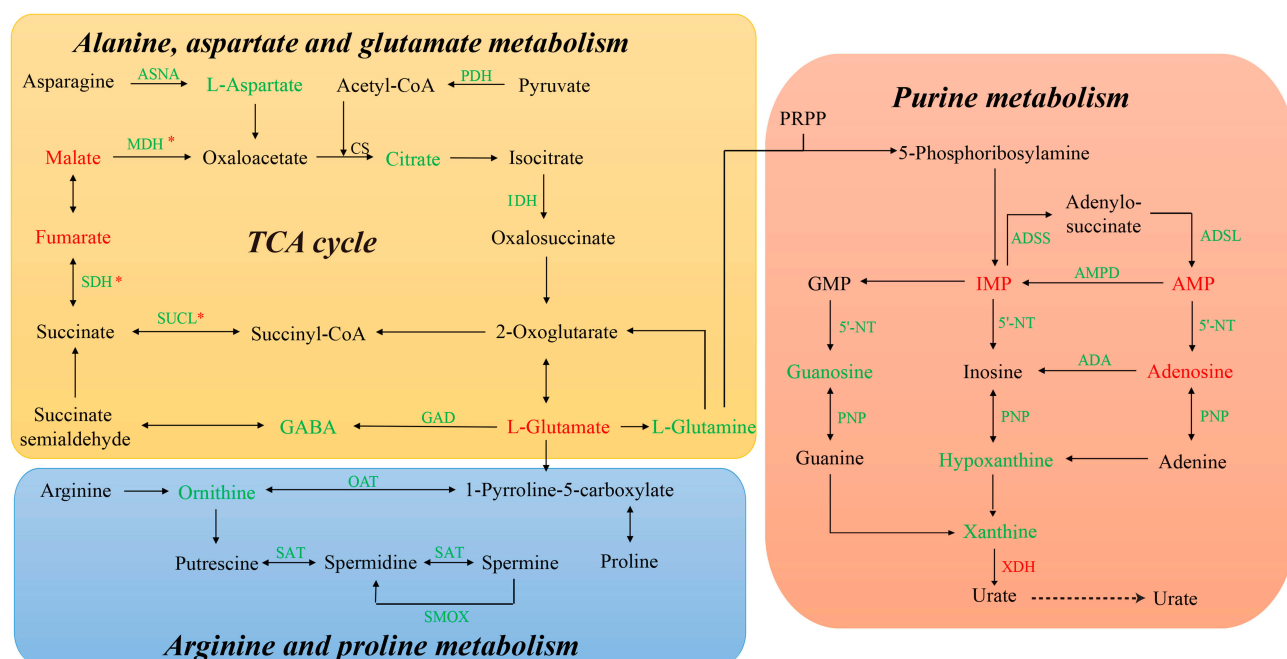 Alanine, aspartate and glutamate metabolism
Asparagine
ASNA
L-Aspartate
Acetyl-CoA
PDH
Pyruvate
Malate
MDH *
Oxaloacetate
CS
Citrate
Isocitrate
IDH
Fumarate
TCA cycle
Oxalosuccinate
SDH *
Succinate
SUCL*
Succinyl-CoA
2-Oxoglutarate
Succinate
semialdehyde
GABA
GAD
L-Glutamate
L-Glutamine
Arginine
Ornithine
OAT
1-Pyrroline-5-carboxylate
Putrescine
SAT
Spermidine
SAT
Spermine
Proline
SMOX
Arginine and proline metabolism
Purine metabolism
PRPP
5-Phosphoribosylamine
Adenylo-
succinate
ADSS
ADSL
GMP
IMP
AMPD
AMP
5'-NT
5'-NT
5'-NT
Guanosine
Inosine
ADA
Adenosine
PNP
PNP
PNP
Guanine
Hypoxanthine
Adenine
Xanthine
XDH
Urate
Urate